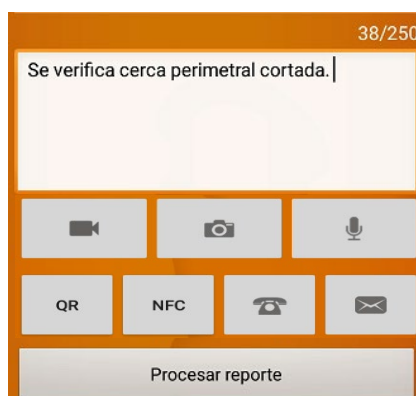 38/250
Se verifica cerca perimetral cortada.
QR
NFC
Procesar reporte